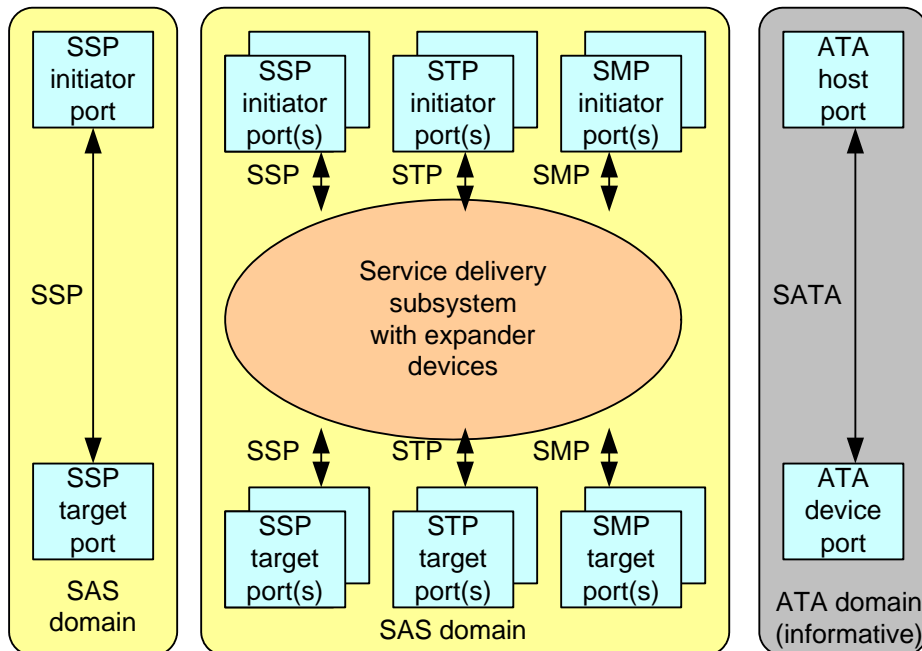 SSP
initiator
port
SSP
SSP
target
port
SAS
domain
SSP
initiator
port(s)
STP
initiator
port(s)
SMP
initiator
port(s)
SSP
STP
SMP
Service delivery
subsystem
with expander
devices
SSP
STP
SMP
SSP
target
port(s)
STP
target
port(s)
SMP
target
port(s)
SAS domain
ATA
host
port
SATA
ATA
device
port
ATA domain
(informative)